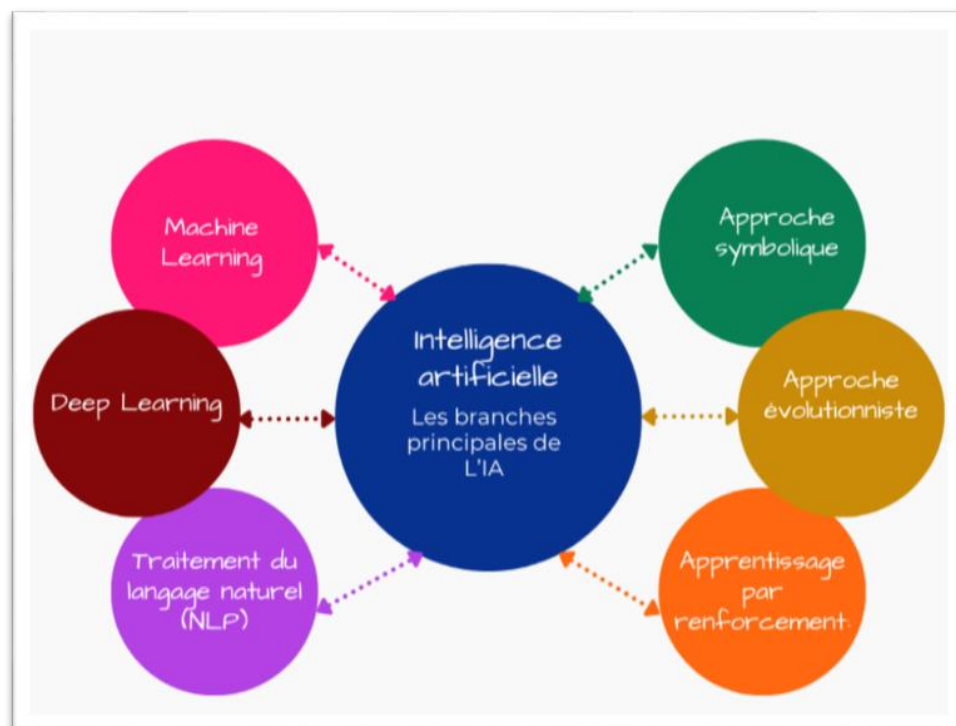 Machine
Learning
Approche
symbolique
Intelligence
artificielle
Les branches
principales de
L'IA
Deep Learning
Approche
évolutionniste
Traitement du
langage naturel
(NLP)
Apprentissage
par
renforcement.